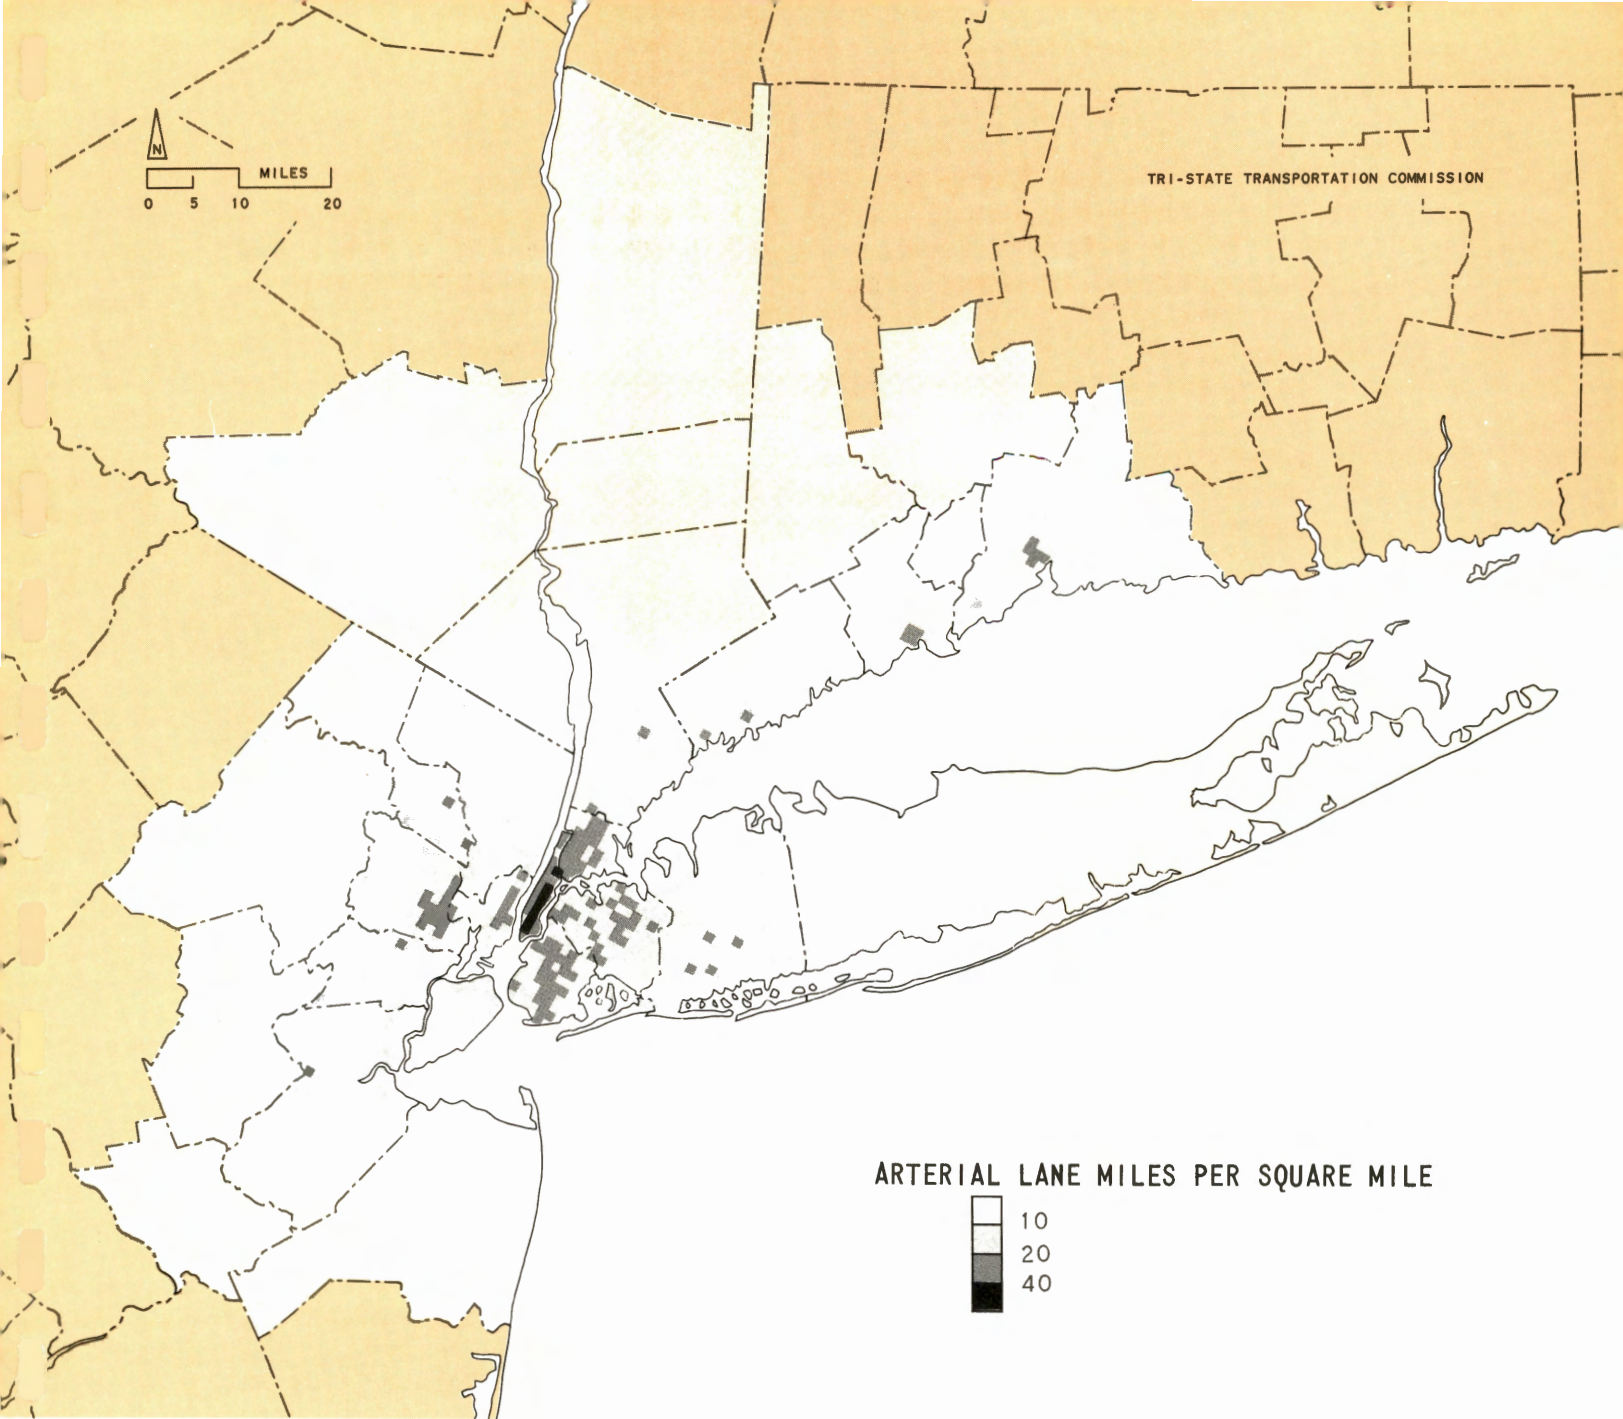 N
MILES
0 5 10 20
TRI-STATE TRANSPORTATION COMMISSION
ARTERIAL LANE MILES PER SQUARE MILE
10
20
40